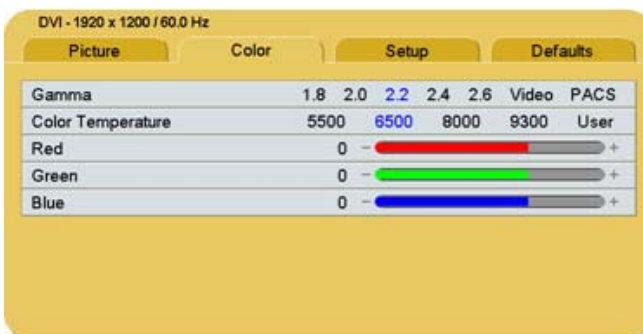 DVI - 1920 x 1200 / 60.0 Hz
Picture Color Setup Defaults
Gamma 1.8 2.0 2.2 2.4 2.6 Video PACS
Color Temperature 5500 6500 8000 9300 User
Red 0 - +
Green 0 - +
Blue 0 - +